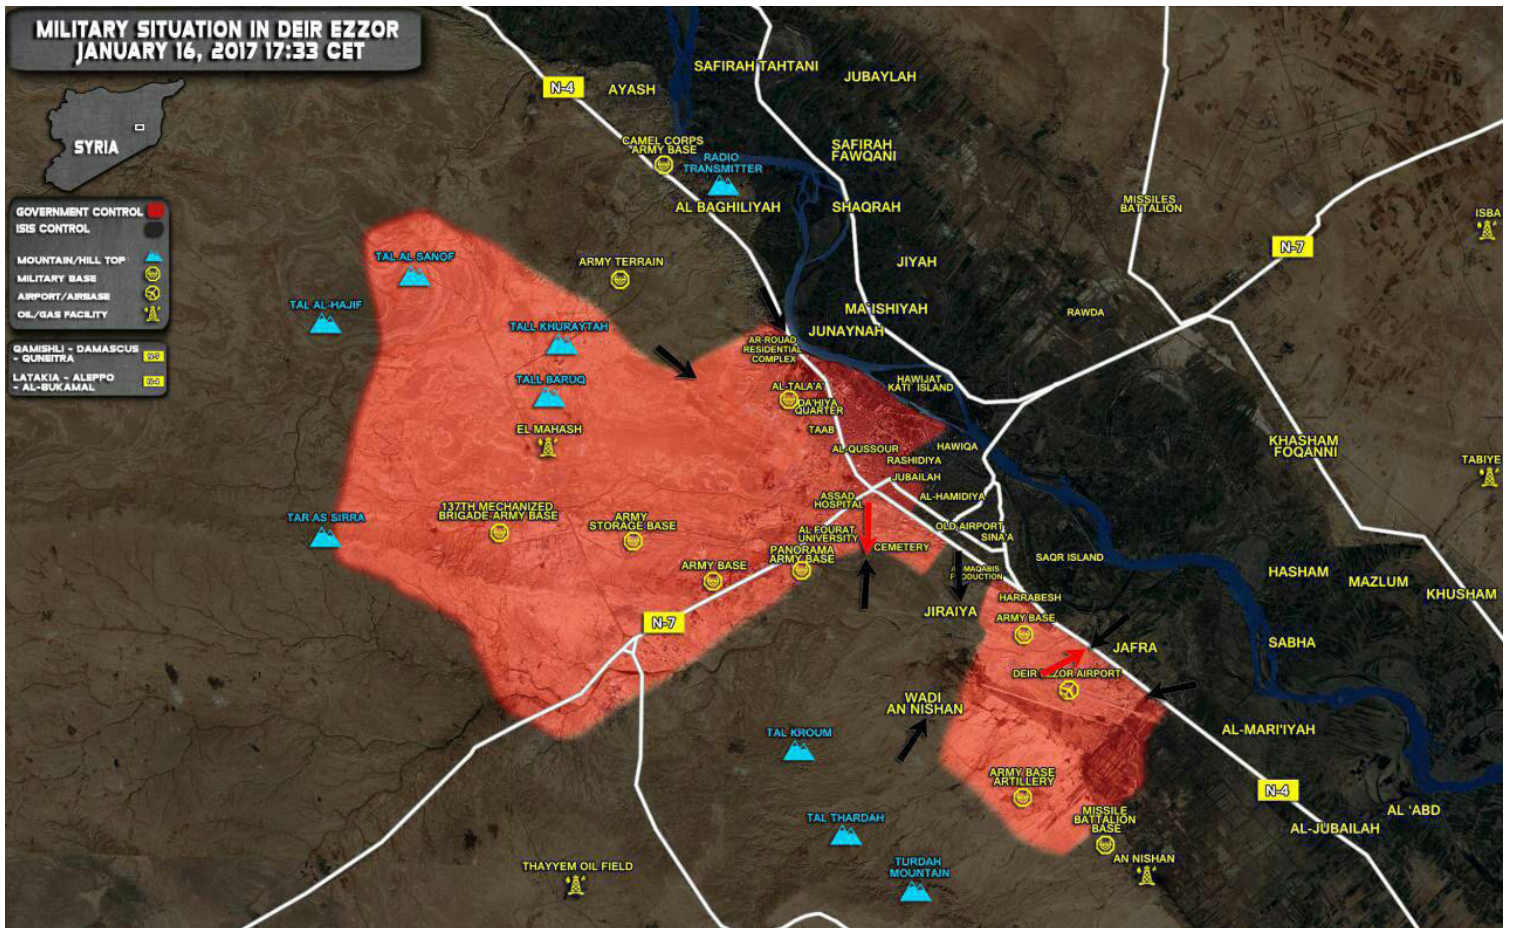 MILITARY SITUATION IN DEIR EZZOR
JANUARY 16, 2017 17:33 CET
SYRIA
GOVERNMENT CONTROL
ISIS CONTROL
MOUNTAIN/HILL TOP
MILITARY BASE
AIRPORT/AIRBASE
OIL/GAS FACILITY
QAMISHLI - DAMASCUS
- QUNEITRA
N-7
LATAKIA - ALEPPO
- AL-BUKAMAL
N-4
N-4
AYASH
SAFIRAH TAHTANI
JUBAYLAH
CAMEL CORPS
ARMY BASE
RADIO
TRANSMITTER
SAFIRAH
FAWQANI
AL BAGHILIYAH
SHAQRAH
MISSILES
BATTALION
ISBA
N-7
TAL AL SANOF
ARMY TERRAIN
JIYAH
TAL AL-HAJIF
MA'ISHIYAH
RAWDA
TALL KHURAYTAH
JUNAYNAH
AR-ROUAD
RESIDENTIAL
COMPLEX
TALL BARUQ
AL-TALA'A'
HAWIJAT
KATI' ISLAND
DA'HIYA
QUARTER
EL MAHASH
TAAB
AL-QUSSOUR
HAWIQA
RASHIDIYA
KHASHAM
FOQANNI
TABIYE
JUBAILAH
ASSAD
HOSPITAL
AL-HAMIDIYA
137TH MECHANIZED
BRIGADE ARMY BASE
TAR AS SIRRA
ARMY
STORAGE BASE
AL FOURAT
UNIVERSITY
OLD AIRPORT
SINA'A
CEMETERY
PANORAMA
ARMY BASE
ARMY BASE
SAQR ISLAND
HASHAM
MAZLUM
KHUSHAM
HARRABESH
JIRAIYA
ARMY BASE
N-7
JAFRA
SABHA
DEIR EZZOR AIRPORT
WADI
AN NISHAN
TAL KROUM
AL-MARI'IYAH
ARMY BASE
ARTILLERY
N-4
TAL THARDAH
MISSILE
BATTALION
BASE
AL 'ABD
AL-JUBAILAH
THAYYEM OIL FIELD
TURDAH
MOUNTAIN
AN NISHAN